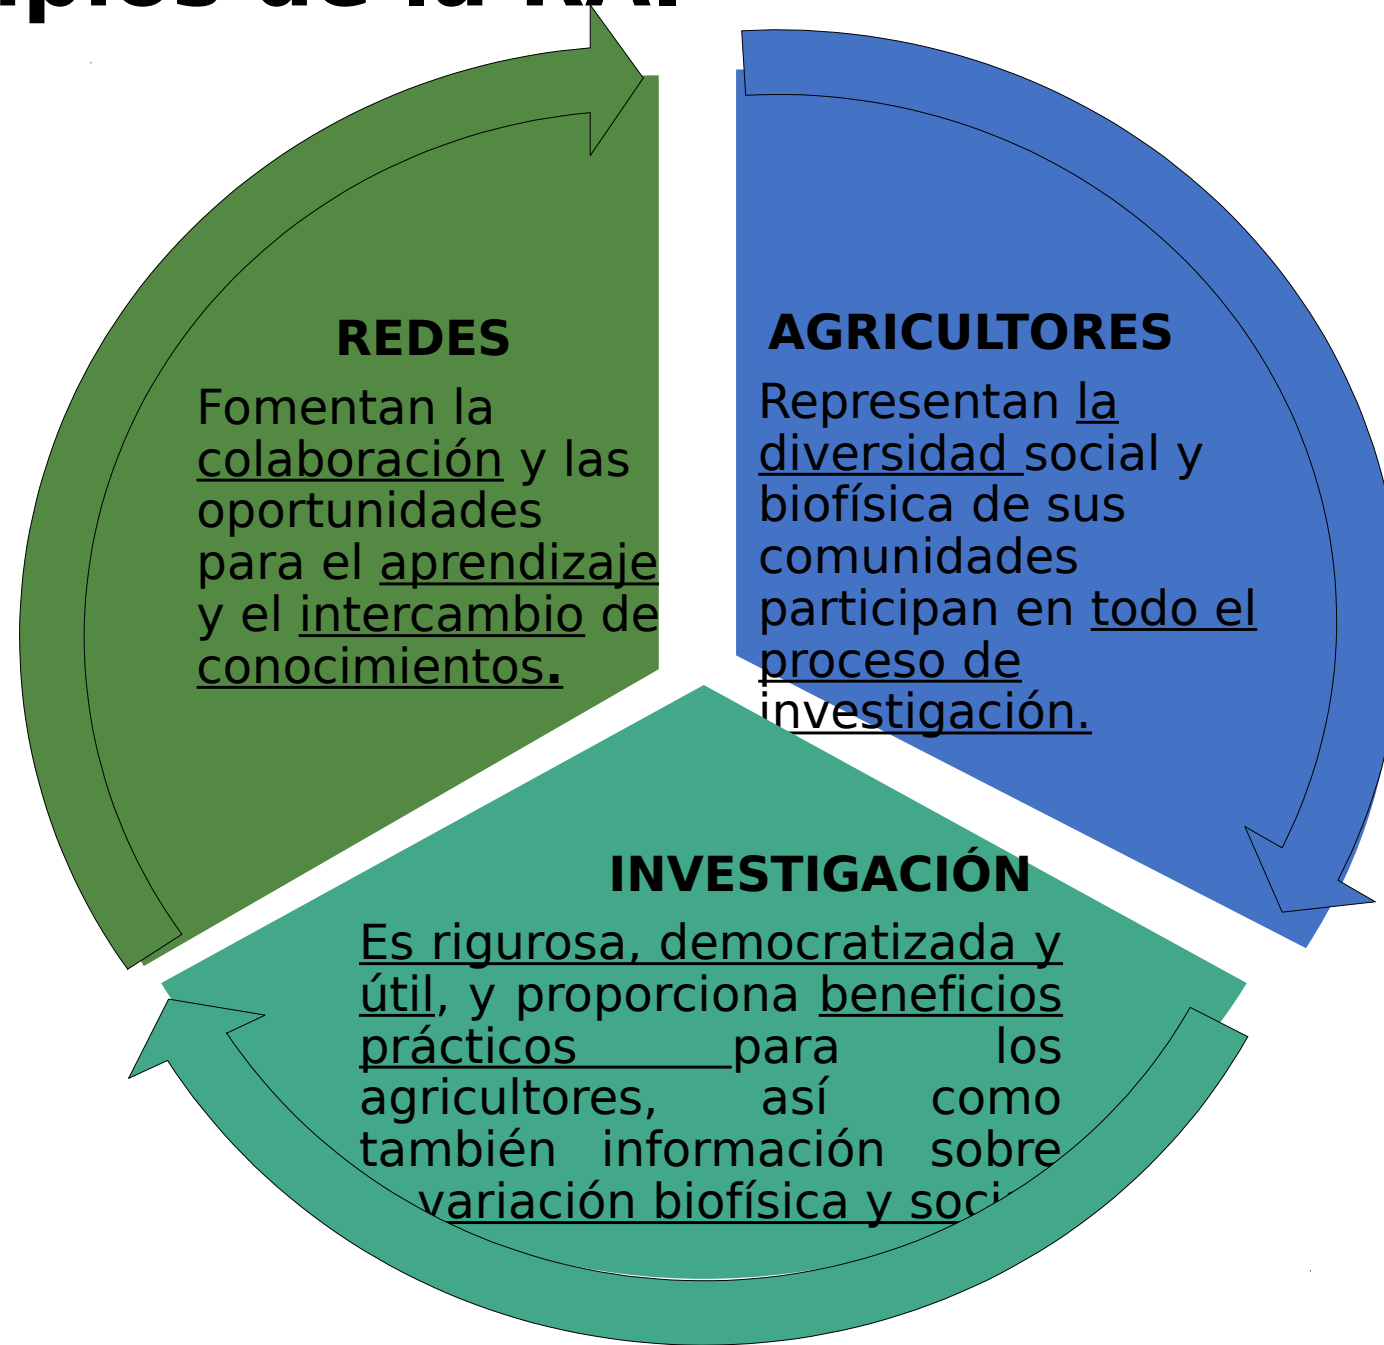 de la
REDES
Fomentan la
colaboración y las
oportunidades
para el aprendizaje
y el intercambio de
conocimientos.
AGRICULTORES
Representan la
diversidad social y
biofísica de sus
comunidades
participan en todo el
proceso de
investigación.
INVESTIGACIÓN
Es rigurosa, democratizada y
útil, y proporciona beneficios
prácticos para los
agricultores, así como
también información sobre
variación biofísica y